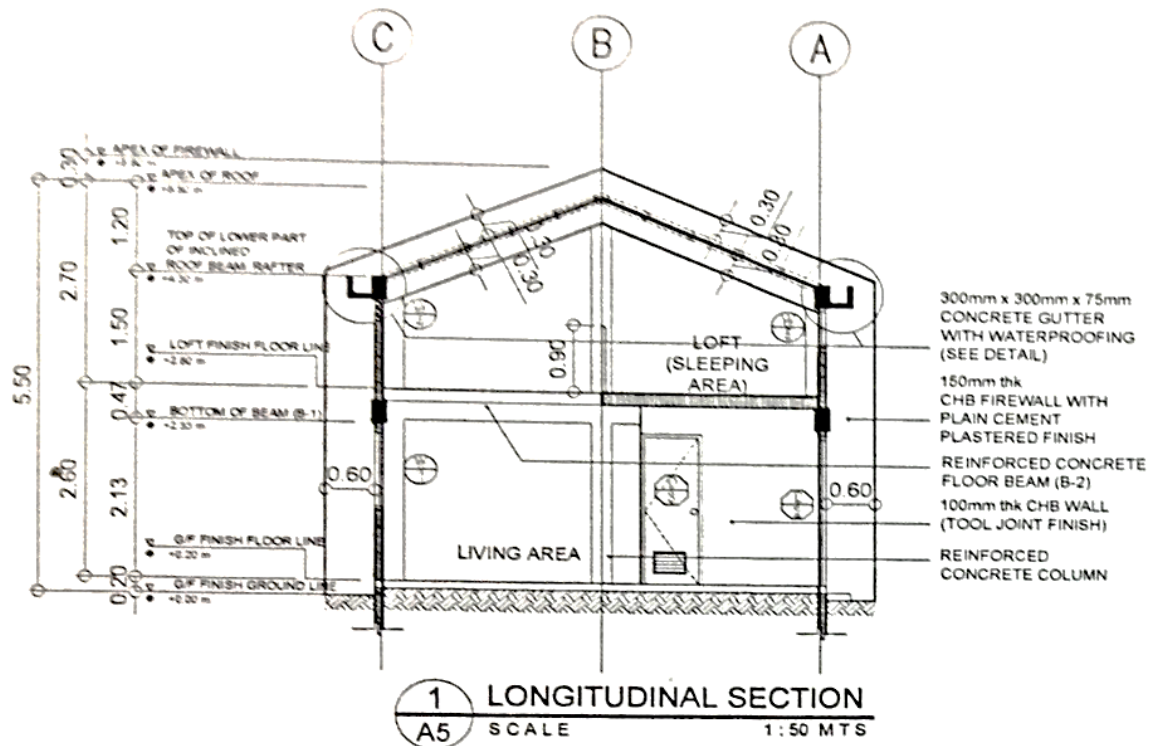 C
B
A
APEX OF FIREWALL
APEX OF ROOF
TOP OF LOWER PART
OF INCLINED
ROOF BEAM RAFTER
LOFT FINISH FLOOR LINE
BOTTOM OF BEAM (B-1)
G/F FINISH FLOOR LINE
+0.20 m
G/F FINISH GROUND LINE
+0.00 m
0.30
1.20
2.70
1.50
5.50
0.47
2.60
2.13
0.20
0.30
0.30
0.30
0.30
0.90
LOFT
(SLEEPING
AREA)
0.60
0.60
LIVING AREA
300mm x 300mm x 75mm
CONCRETE GUTTER
WITH WATERPROOFING
(SEE DETAIL)
150mm thk
CHB FIREWALL WITH
PLAIN CEMENT
PLASTERED FINISH
REINFORCED CONCRETE
FLOOR BEAM (B-2)
100mm thk CHB WALL
(TOOL JOINT FINISH)
REINFORCED
CONCRETE COLUMN
1
A5
LONGITUDINAL SECTION
SCALE 1:50 MTS